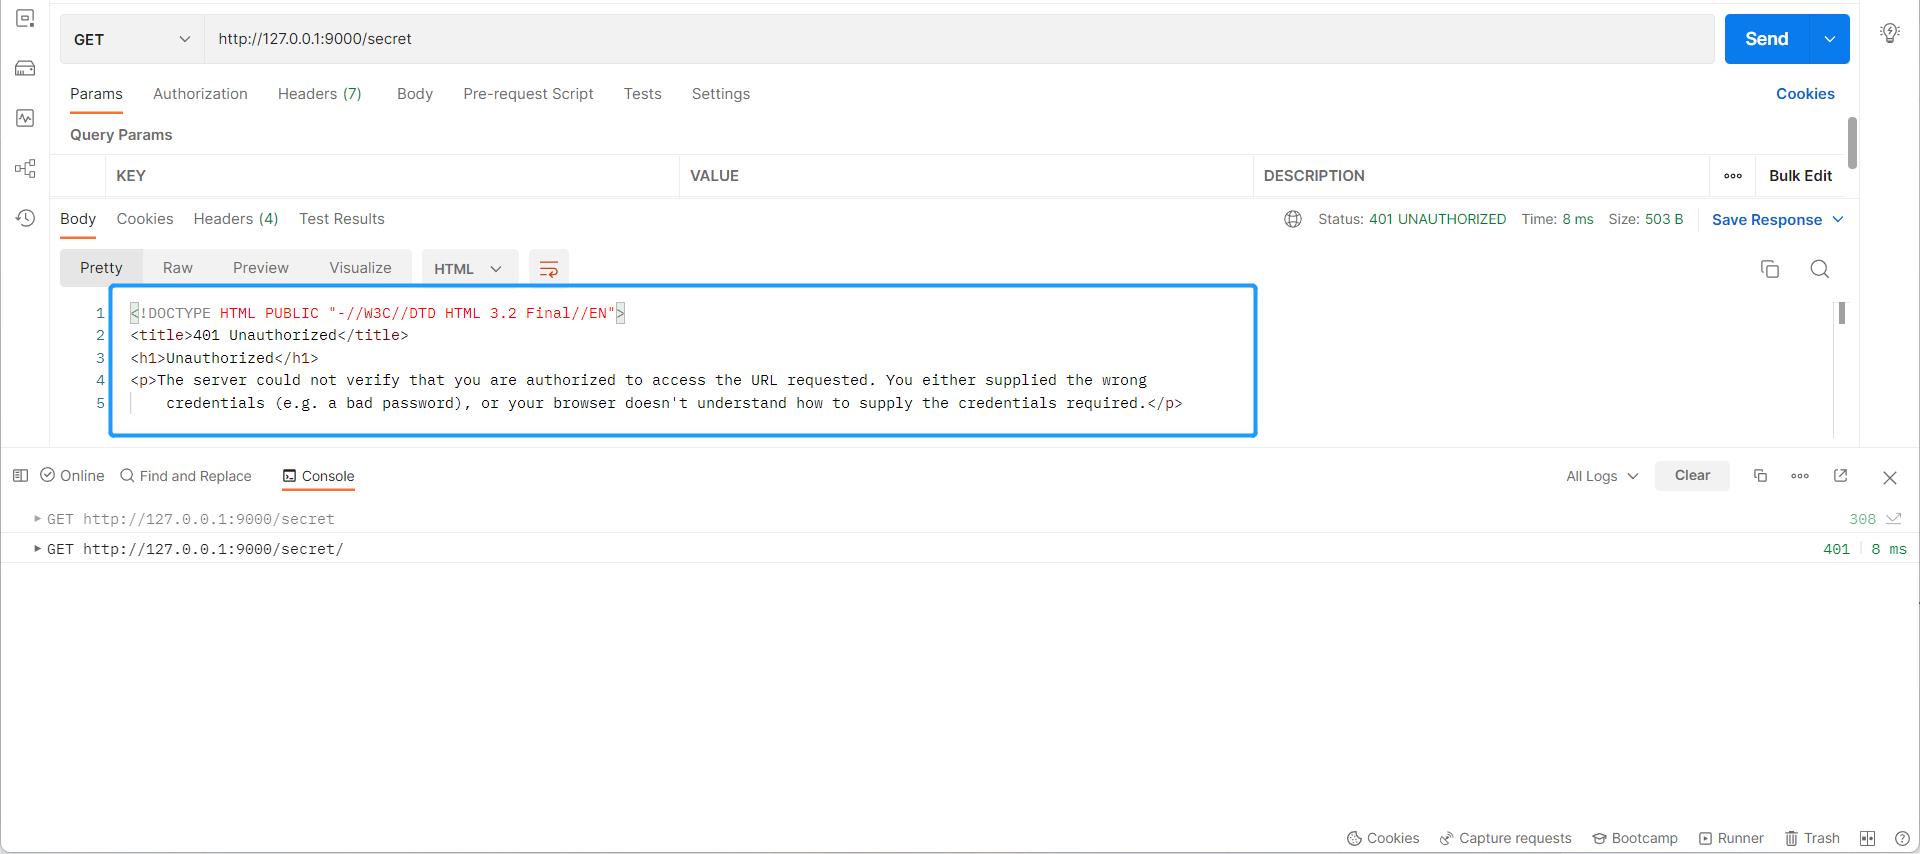 GET http://127.0.0.1:9000/secret Send
Params Authorization Headers (7) Body Pre-request Script Tests Settings Cookies
Query Params
KEY VALUE DESCRIPTION Bulk Edit
Body Cookies Headers (4) Test Results Status: 401 UNAUTHORIZED Time: 8 ms Size: 503 B Save Response
Pretty Raw Preview Visualize HTML
1 <!DOCTYPE HTML PUBLIC "-//W3C//DTD HTML 3.2 Final//EN">
2 <title>401 Unauthorized</title>
3 <h1>Unauthorized</h1>
4 <p>The server could not verify that you are authorized to access the URL requested. You either supplied the wrong
5 credentials (e.g. a bad password), or your browser doesn't understand how to supply the credentials required.</p>
Online Find and Replace Console All Logs Clear
GET http://127.0.0.1:9000/secret 308
GET http://127.0.0.1:9000/secret/ 401 8 ms
Cookies Capture requests Bootcamp Runner Trash